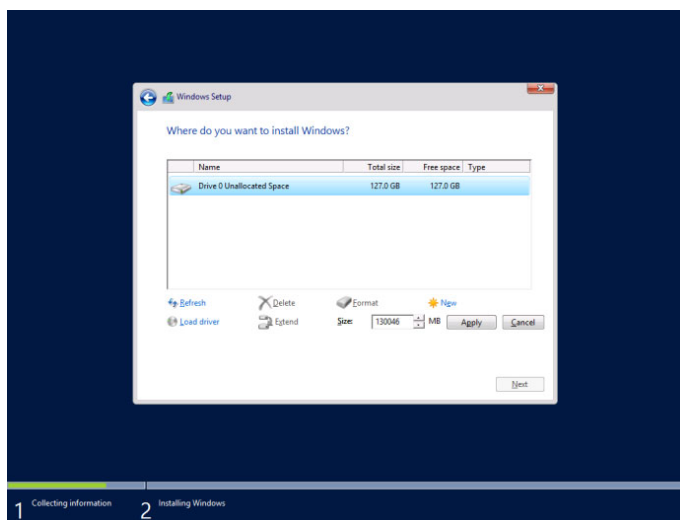 Windows Setup
Where do you want to install Windows?
Name Total size Free space Type
Drive 0 Unallocated Space 127.0 GB 127.0 GB
Refresh Delete Format New
Load driver Extend Size: 130046 MB Apply Cancel
Next
1 Collecting information 2 Installing Windows